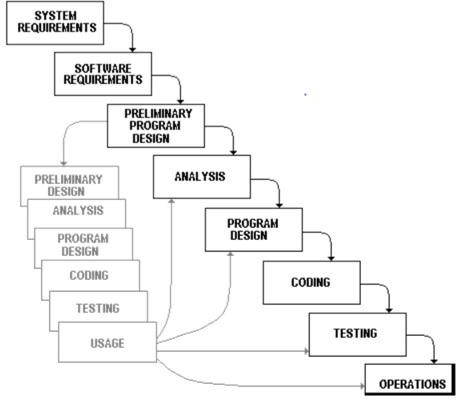 SYSTEM
REQUIREMENTS
SOFTWARE
REQUIREMENTS
PRELIMINARY
PROGRAM
DESIGN
ANALYSIS
PROGRAM
DESIGN
CODING
TESTING
OPERATIONS
PRELIMINARY
DESIGN
ANALYSIS
PROGRAM
DESIGN
CODING
TESTING
USAGE